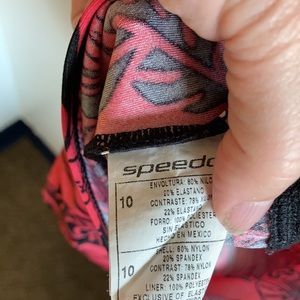 speedo
10
ENVOLTURA: 80% NILON
20% ELASTANO
CONTRASTE: 78% NILON
22% ELASTANO
FORRO: 100% POLIESTER
SIN ELASTICO
HECHO EN MEXICO
10
SHELL: 80% NYLON
20% SPANDEX
CONTRAST: 78% NYLON
22% SPANDEX
LINER: 100% POLYESTER
EXCLUSIVE OF ELAST